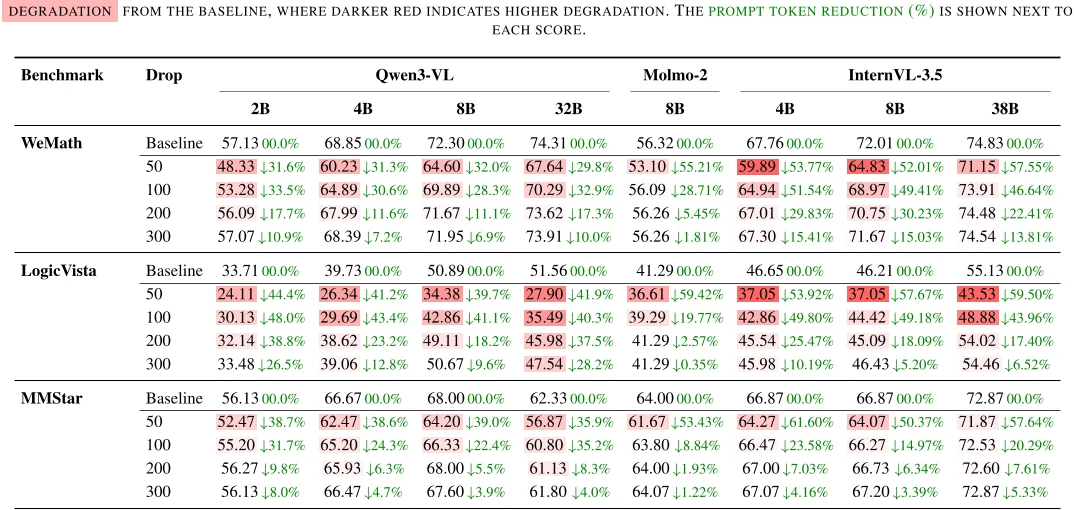 DEGRADATION FROM THE BASELINE, WHERE DARKER RED INDICATES HIGHER DEGRADATION. THE PROMPT TOKEN REDUCTION (%) IS SHOWN NEXT TO
EACH SCORE.
Benchmark Drop Qwen3-VL Molmo-2 InternVL-3.5
2B 4B 8B 32B 8B 4B 8B 38B
WeMath Baseline 57.13 00.0% 68.85 00.0% 72.30 00.0% 74.31 00.0% 56.32 00.0% 67.76 00.0% 72.01 00.0% 74.83 00.0%
50 48.33 ↓31.6% 60.23 ↓31.3% 64.60 ↓32.0% 67.64 ↓29.8% 53.10 ↓55.21% 59.89 ↓53.77% 64.83 ↓52.01% 71.15 ↓57.55%
100 53.28 ↓33.5% 64.89 ↓30.6% 69.89 ↓28.3% 70.29 ↓32.9% 56.09 ↓28.71% 64.94 ↓51.54% 68.97 ↓49.41% 73.91 ↓46.64%
200 56.09 ↓17.7% 67.99 ↓11.6% 71.67 ↓11.1% 73.62 ↓17.3% 56.26 ↓5.45% 67.01 ↓29.83% 70.75 ↓30.23% 74.48 ↓22.41%
300 57.07 ↓10.9% 68.39 ↓7.2% 71.95 ↓6.9% 73.91 ↓10.0% 56.26 ↓1.81% 67.30 ↓15.41% 71.67 ↓15.03% 74.54 ↓13.81%
LogicVista Baseline 33.71 00.0% 39.73 00.0% 50.89 00.0% 51.56 00.0% 41.29 00.0% 46.65 00.0% 46.21 00.0% 55.13 00.0%
50 24.11 ↓44.4% 26.34 ↓41.2% 34.38 ↓39.7% 27.90 ↓41.9% 36.61 ↓59.42% 37.05 ↓53.92% 37.05 ↓57.67% 43.53 ↓59.50%
100 30.13 ↓48.0% 29.69 ↓43.4% 42.86 ↓41.1% 35.49 ↓40.3% 39.29 ↓19.77% 42.86 ↓49.80% 44.42 ↓49.18% 48.88 ↓43.96%
200 32.14 ↓38.8% 38.62 ↓23.2% 49.11 ↓18.2% 45.98 ↓37.5% 41.29 ↓2.57% 45.54 ↓25.47% 45.09 ↓18.09% 54.02 ↓17.40%
300 33.48 ↓26.5% 39.06 ↓12.8% 50.67 ↓9.6% 47.54 ↓28.2% 41.29 ↓0.35% 45.98 ↓10.19% 46.43 ↓5.20% 54.46 ↓6.52%
MMStar Baseline 56.13 00.0% 66.67 00.0% 68.00 00.0% 62.33 00.0% 64.00 00.0% 66.87 00.0% 66.87 00.0% 72.87 00.0%
50 52.47 ↓38.7% 62.47 ↓38.6% 64.20 ↓39.0% 56.87 ↓35.9% 61.67 ↓53.43% 64.27 ↓61.60% 64.07 ↓50.37% 71.87 ↓57.64%
100 55.20 ↓31.7% 65.20 ↓24.3% 66.33 ↓22.4% 60.80 ↓35.2% 63.80 ↓8.84% 66.47 ↓23.58% 66.27 ↓14.97% 72.53 ↓20.29%
200 56.27 ↓9.8% 65.93 ↓6.3% 68.00 ↓5.5% 61.13 ↓8.3% 64.00 ↓1.93% 67.00 ↓7.03% 66.73 ↓6.34% 72.60 ↓7.61%
300 56.13 ↓8.0% 66.47 ↓4.7% 67.60 ↓3.9% 61.80 ↓4.0% 64.07 ↓1.22% 67.07 ↓4.16% 67.20 ↓3.39% 72.87 ↓5.33%